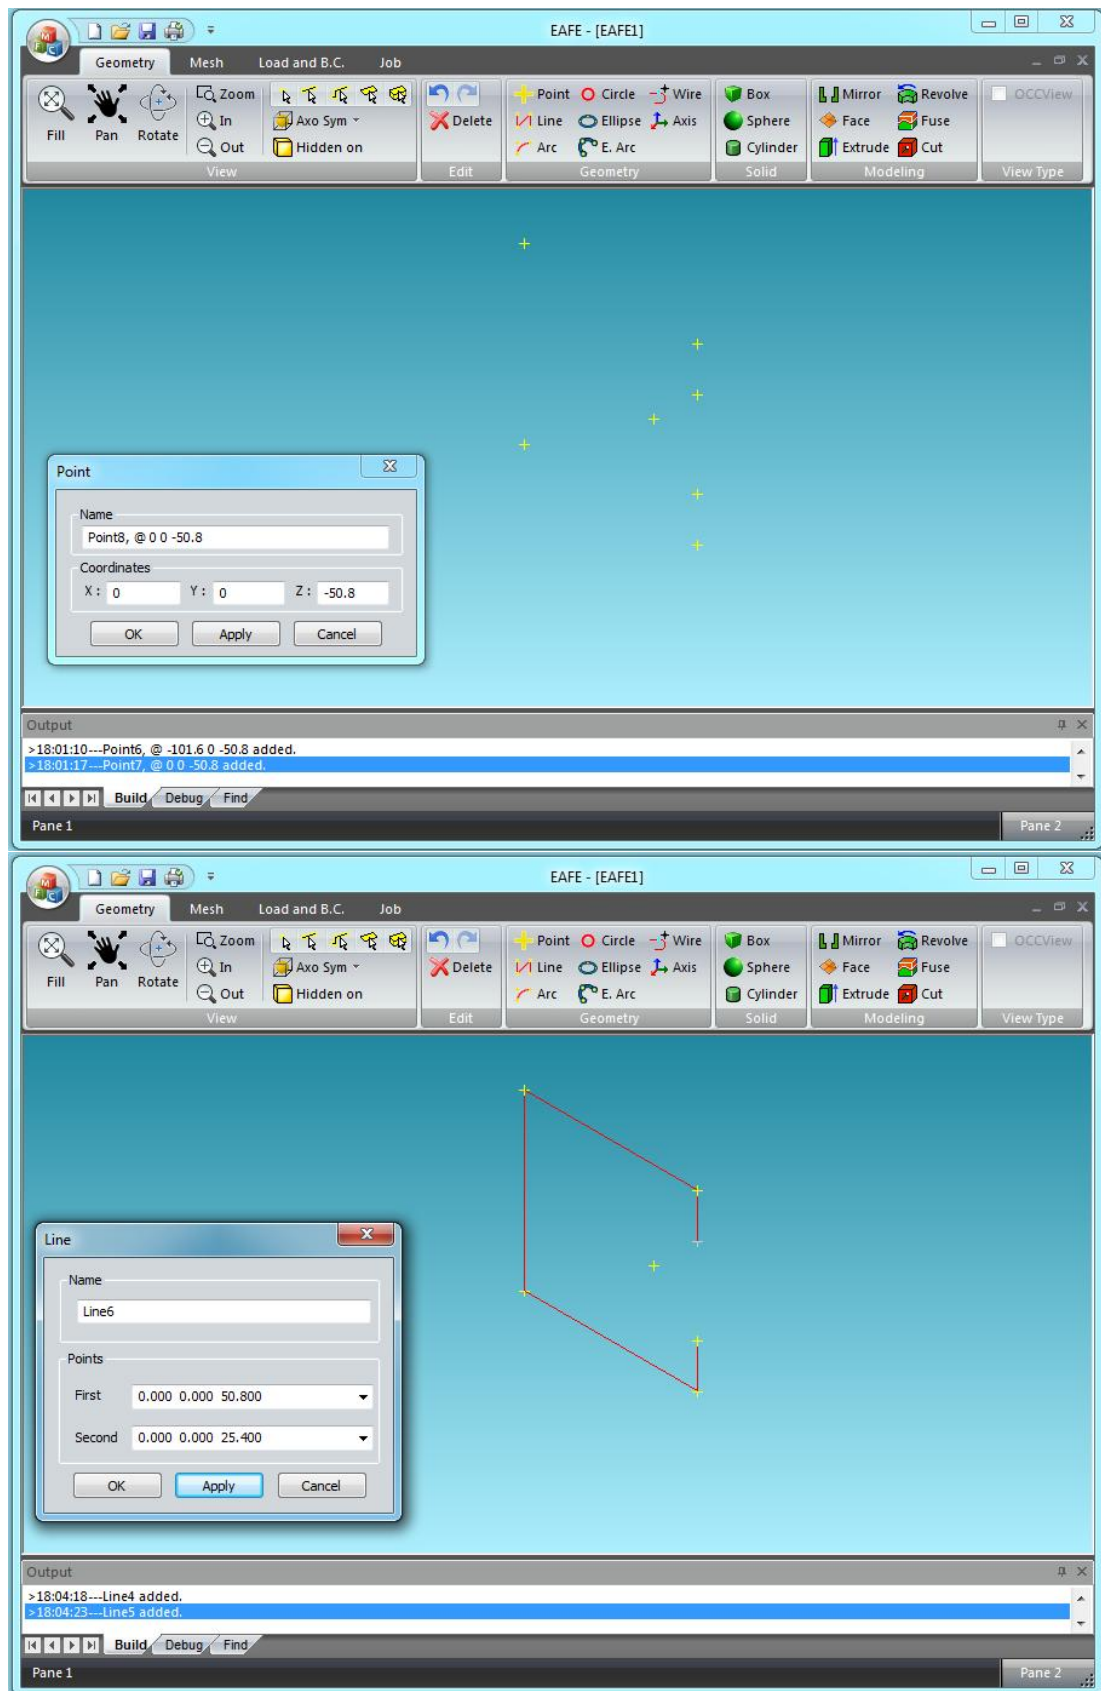 EAFE - [EAFE1]
Geometry Mesh Load and B.C. Job
Zoom Point Circle Wire Box Mirror Revolve OCCView
Fill Pan Rotate In Axo Sym Delete Line Ellipse Axis Sphere Face Fuse
Out Hidden on Arc E. Arc Cylinder Extrude Cut
View Edit Geometry Solid Modeling View Type
Point
Name
Point8, @ 0 0 -50.8
Coordinates
X: 0 Y: 0 Z: -50.8
OK Apply Cancel
Output
>18:01:10---Point6, @ -101.6 0 -50.8 added.
>18:01:17---Point7, @ 0 0 -50.8 added.
Build Debug Find
Pane 1 Pane 2
EAFE - [EAFE1]
Geometry Mesh Load and B.C. Job
Zoom Point Circle Wire Box Mirror Revolve OCCView
Fill Pan Rotate In Axo Sym Delete Line Ellipse Axis Sphere Face Fuse
Out Hidden on Arc E. Arc Cylinder Extrude Cut
View Edit Geometry Solid Modeling View Type
Line
Name
Line6
Points
First 0.000 0.000 50.800
Second 0.000 0.000 25.400
OK Apply Cancel
Output
>18:04:18---Line4 added.
>18:04:23---Line5 added.
Build Debug Find
Pane 1 Pane 2